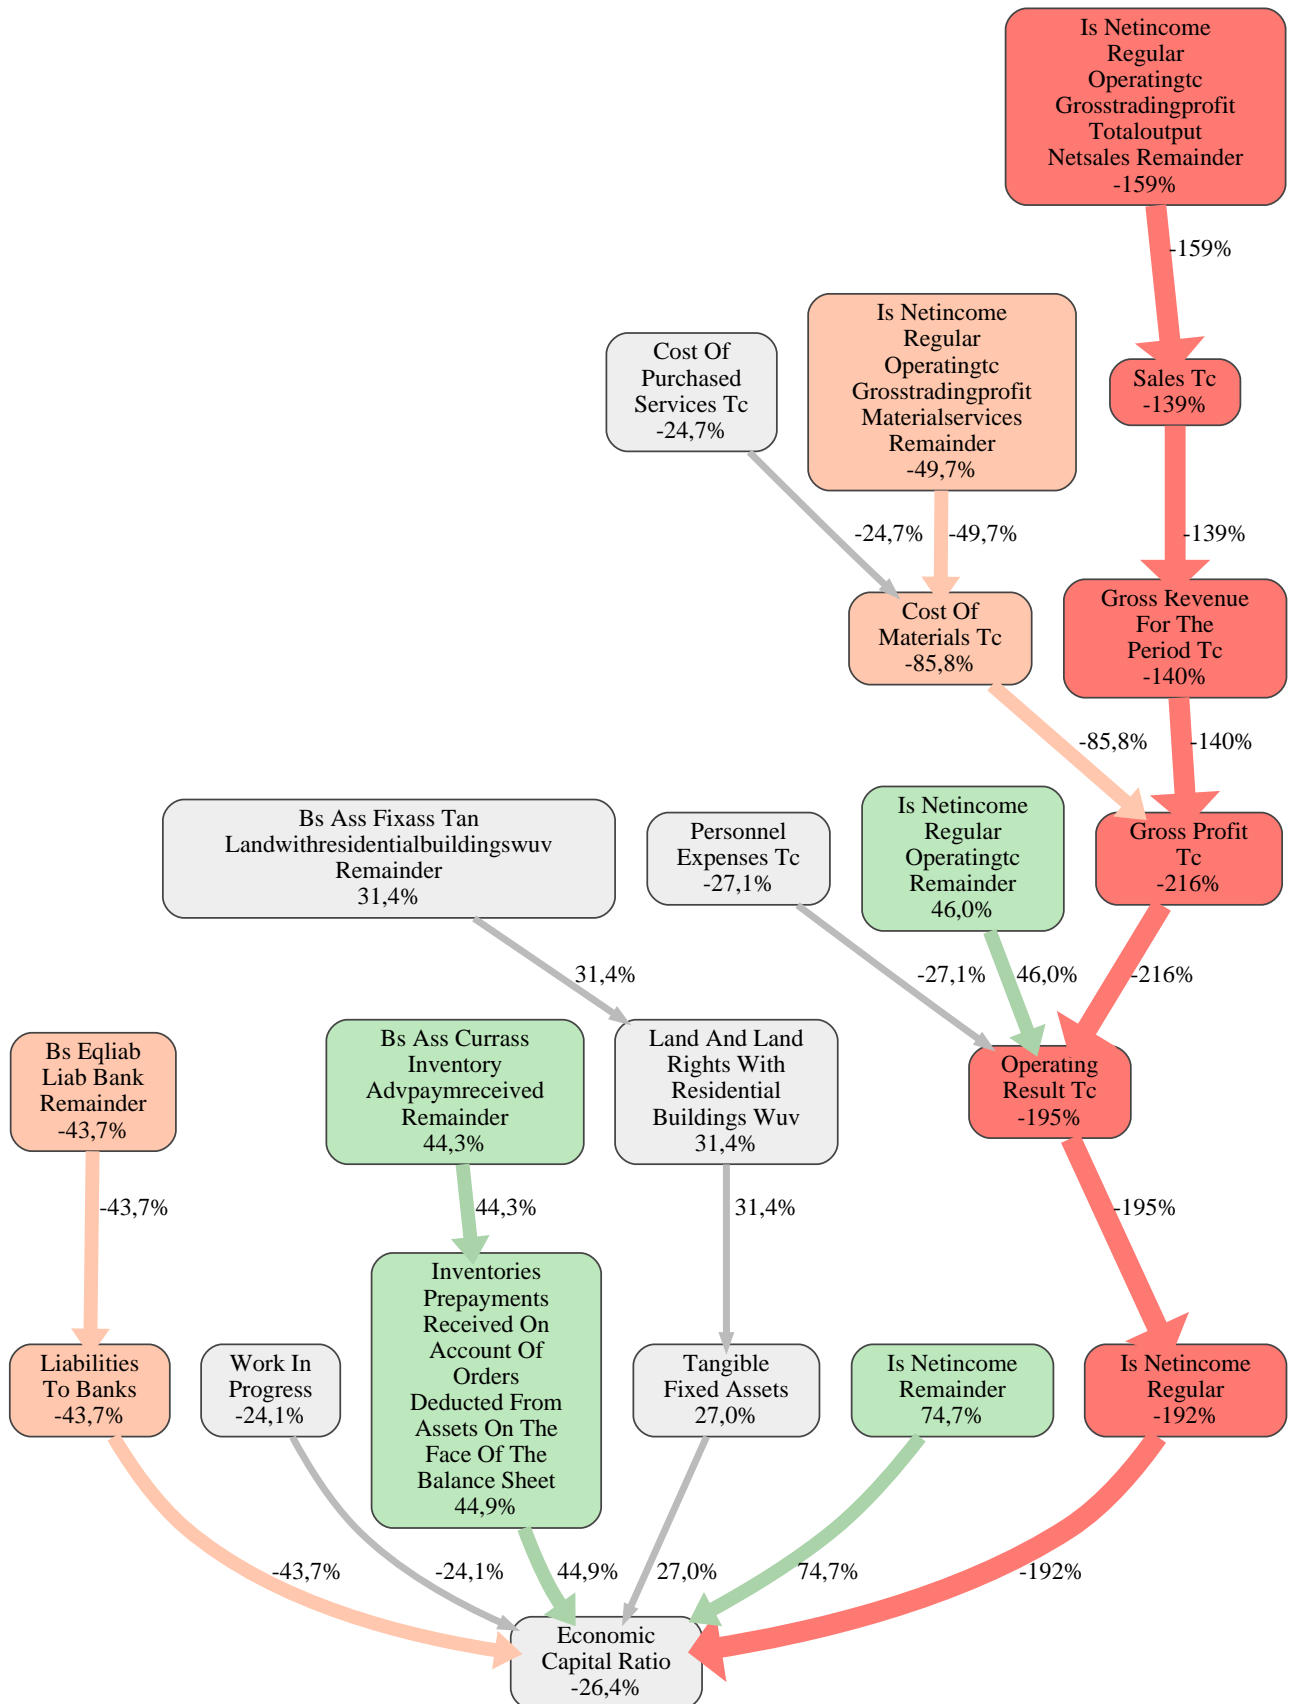 Is Netincome
Regular
Operatingtc
Grosstradingprofit
Totaloutput
Netsales Remainder
-159%
-159%
Is Netincome
Regular
Operatingtc
Grosstradingprofit
Materialservices
Remainder
-49,7%
Cost Of
Purchased
Services Tc
-24,7%
Sales Tc
-139%
-24,7%
-49,7%
-139%
Cost Of
Materials Tc
-85,8%
Gross Revenue
For The
Period Tc
-140%
-85,8%
-140%
Bs Ass Fixass Tan
Landwithresidentialbuildingswuv
Remainder
31,4%
Personnel
Expenses Tc
-27,1%
Is Netincome
Regular
Operatingtc
Remainder
46,0%
Gross Profit
Tc
-216%
31,4%
-27,1%
46,0%
-216%
Bs Eqliab
Liab Bank
Remainder
-43,7%
Bs Ass Currass
Inventory
Advpaymreceived
Remainder
44,3%
Land And Land
Rights With
Residential
Buildings Wuv
31,4%
Operating
Result Tc
-195%
-43,7%
44,3%
31,4%
-195%
Liabilities
To Banks
-43,7%
Work In
Progress
-24,1%
Inventories
Prepayments
Received On
Account Of
Orders
Deducted From
Assets On The
Face Of The
Balance Sheet
44,9%
Tangible
Fixed Assets
27,0%
Is Netincome
Remainder
74,7%
Is Netincome
Regular
-192%
-43,7%
-24,1%
44,9%
27,0%
74,7%
-192%
Economic
Capital Ratio
-26,4%